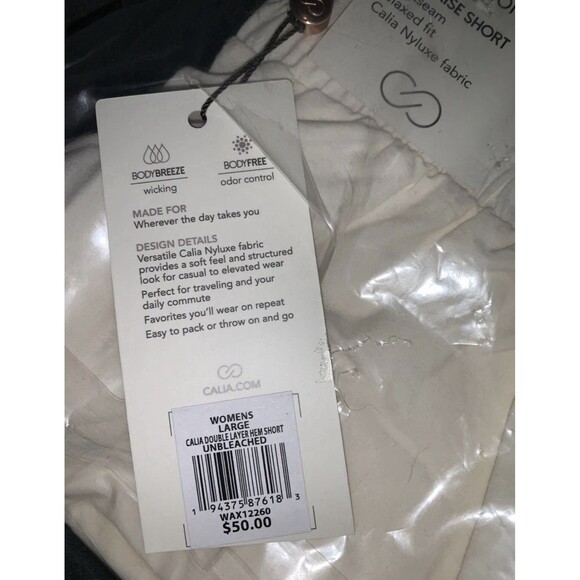 RISE SHORT
seam
relaxed fit
Calia Nyluxe fabric
BODYBREEZE
wicking
BODYFREE
odor control
MADE FOR
Wherever the day takes you
DESIGN DETAILS
Versatile Calia Nyluxe fabric
provides a soft feel and structured
look for casual to elevated wear
Perfect for traveling and your
daily commute
Favorites you'll wear on repeat
Easy to pack or throw on and go
CALIA.COM
WOMENS
LARGE
CALIA DOUBLE LAYER HEM SHORT
UNBLEACHED
1 94375 87618 3
WAX12260
$50.00